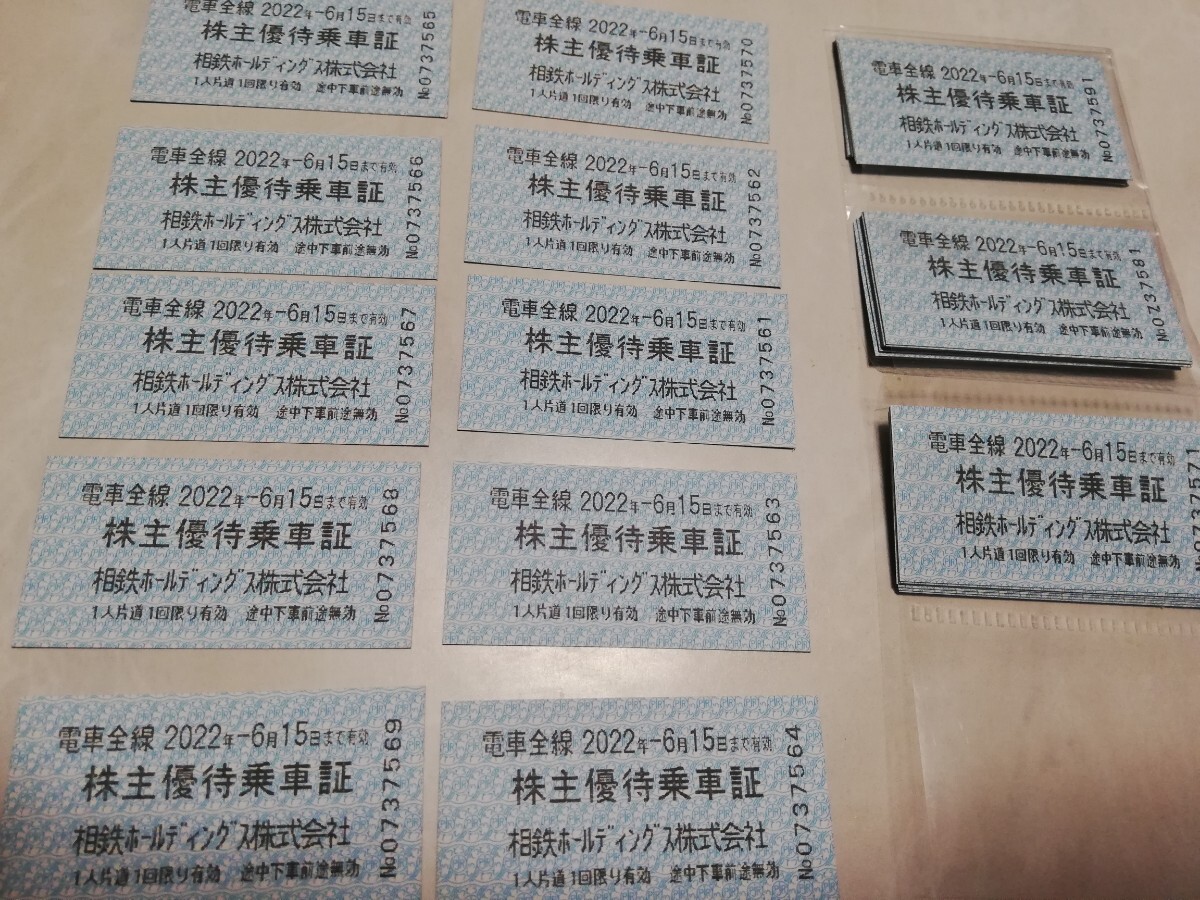 電車全線 2022年-6月15日まで有効
株主優待乗車証
相鉄ホールディングス株式会社
1人片道1回限り有効 途中下車前途無効
№0737565
電車全線 2022年-6月15日まで有効
株主優待乗車証
相鉄ホールディングス株式会社
1人片道1回限り有効 途中下車前途無効
№0737566
電車全線 2022年-6月15日まで有効
株主優待乗車証
相鉄ホールディングス株式会社
1人片道1回限り有効 途中下車前途無効
№0737567
電車全線 2022年-6月15日まで有効
株主優待乗車証
相鉄ホールディングス株式会社
1人片道1回限り有効 途中下車前途無効
№0737568
電車全線 2022年-6月15日まで有効
株主優待乗車証
相鉄ホールディングス株式会社
1人片道1回限り有効 途中下車前途無効
№0737569
電車全線 2022年-6月15日まで有効
株主優待乗車証
相鉄ホールディングス株式会社
1人片道1回限り有効 途中下車前途無効
№0737570
電車全線 2022年-6月15日まで有効
株主優待乗車証
相鉄ホールディングス株式会社
1人片道1回限り有効 途中下車前途無効
№0737562
電車全線 2022年-6月15日まで有効
株主優待乗車証
相鉄ホールディングス株式会社
1人片道1回限り有効 途中下車前途無効
№0737561
電車全線 2022年-6月15日まで有効
株主優待乗車証
相鉄ホールディングス株式会社
1人片道1回限り有効 途中下車前途無効
№0737563
電車全線 2022年-6月15日まで有効
株主優待乗車証
相鉄ホールディングス株式会社
1人片道1回限り有効 途中下車前途無効
№0737564
電車全線 2022年-6月15日まで有効
株主優待乗車証
相鉄ホールディングス株式会社
1人片道1回限り有効 途中下車前途無効
№0737591
電車全線 2022年-6月15日まで有効
株主優待乗車証
相鉄ホールディングス株式会社
1人片道1回限り有効 途中下車前途無効
№0737581
電車全線 2022年-6月15日まで有効
株主優待乗車証
相鉄ホールディングス株式会社
1人片道1回限り有効 途中下車前途無効
№0737571